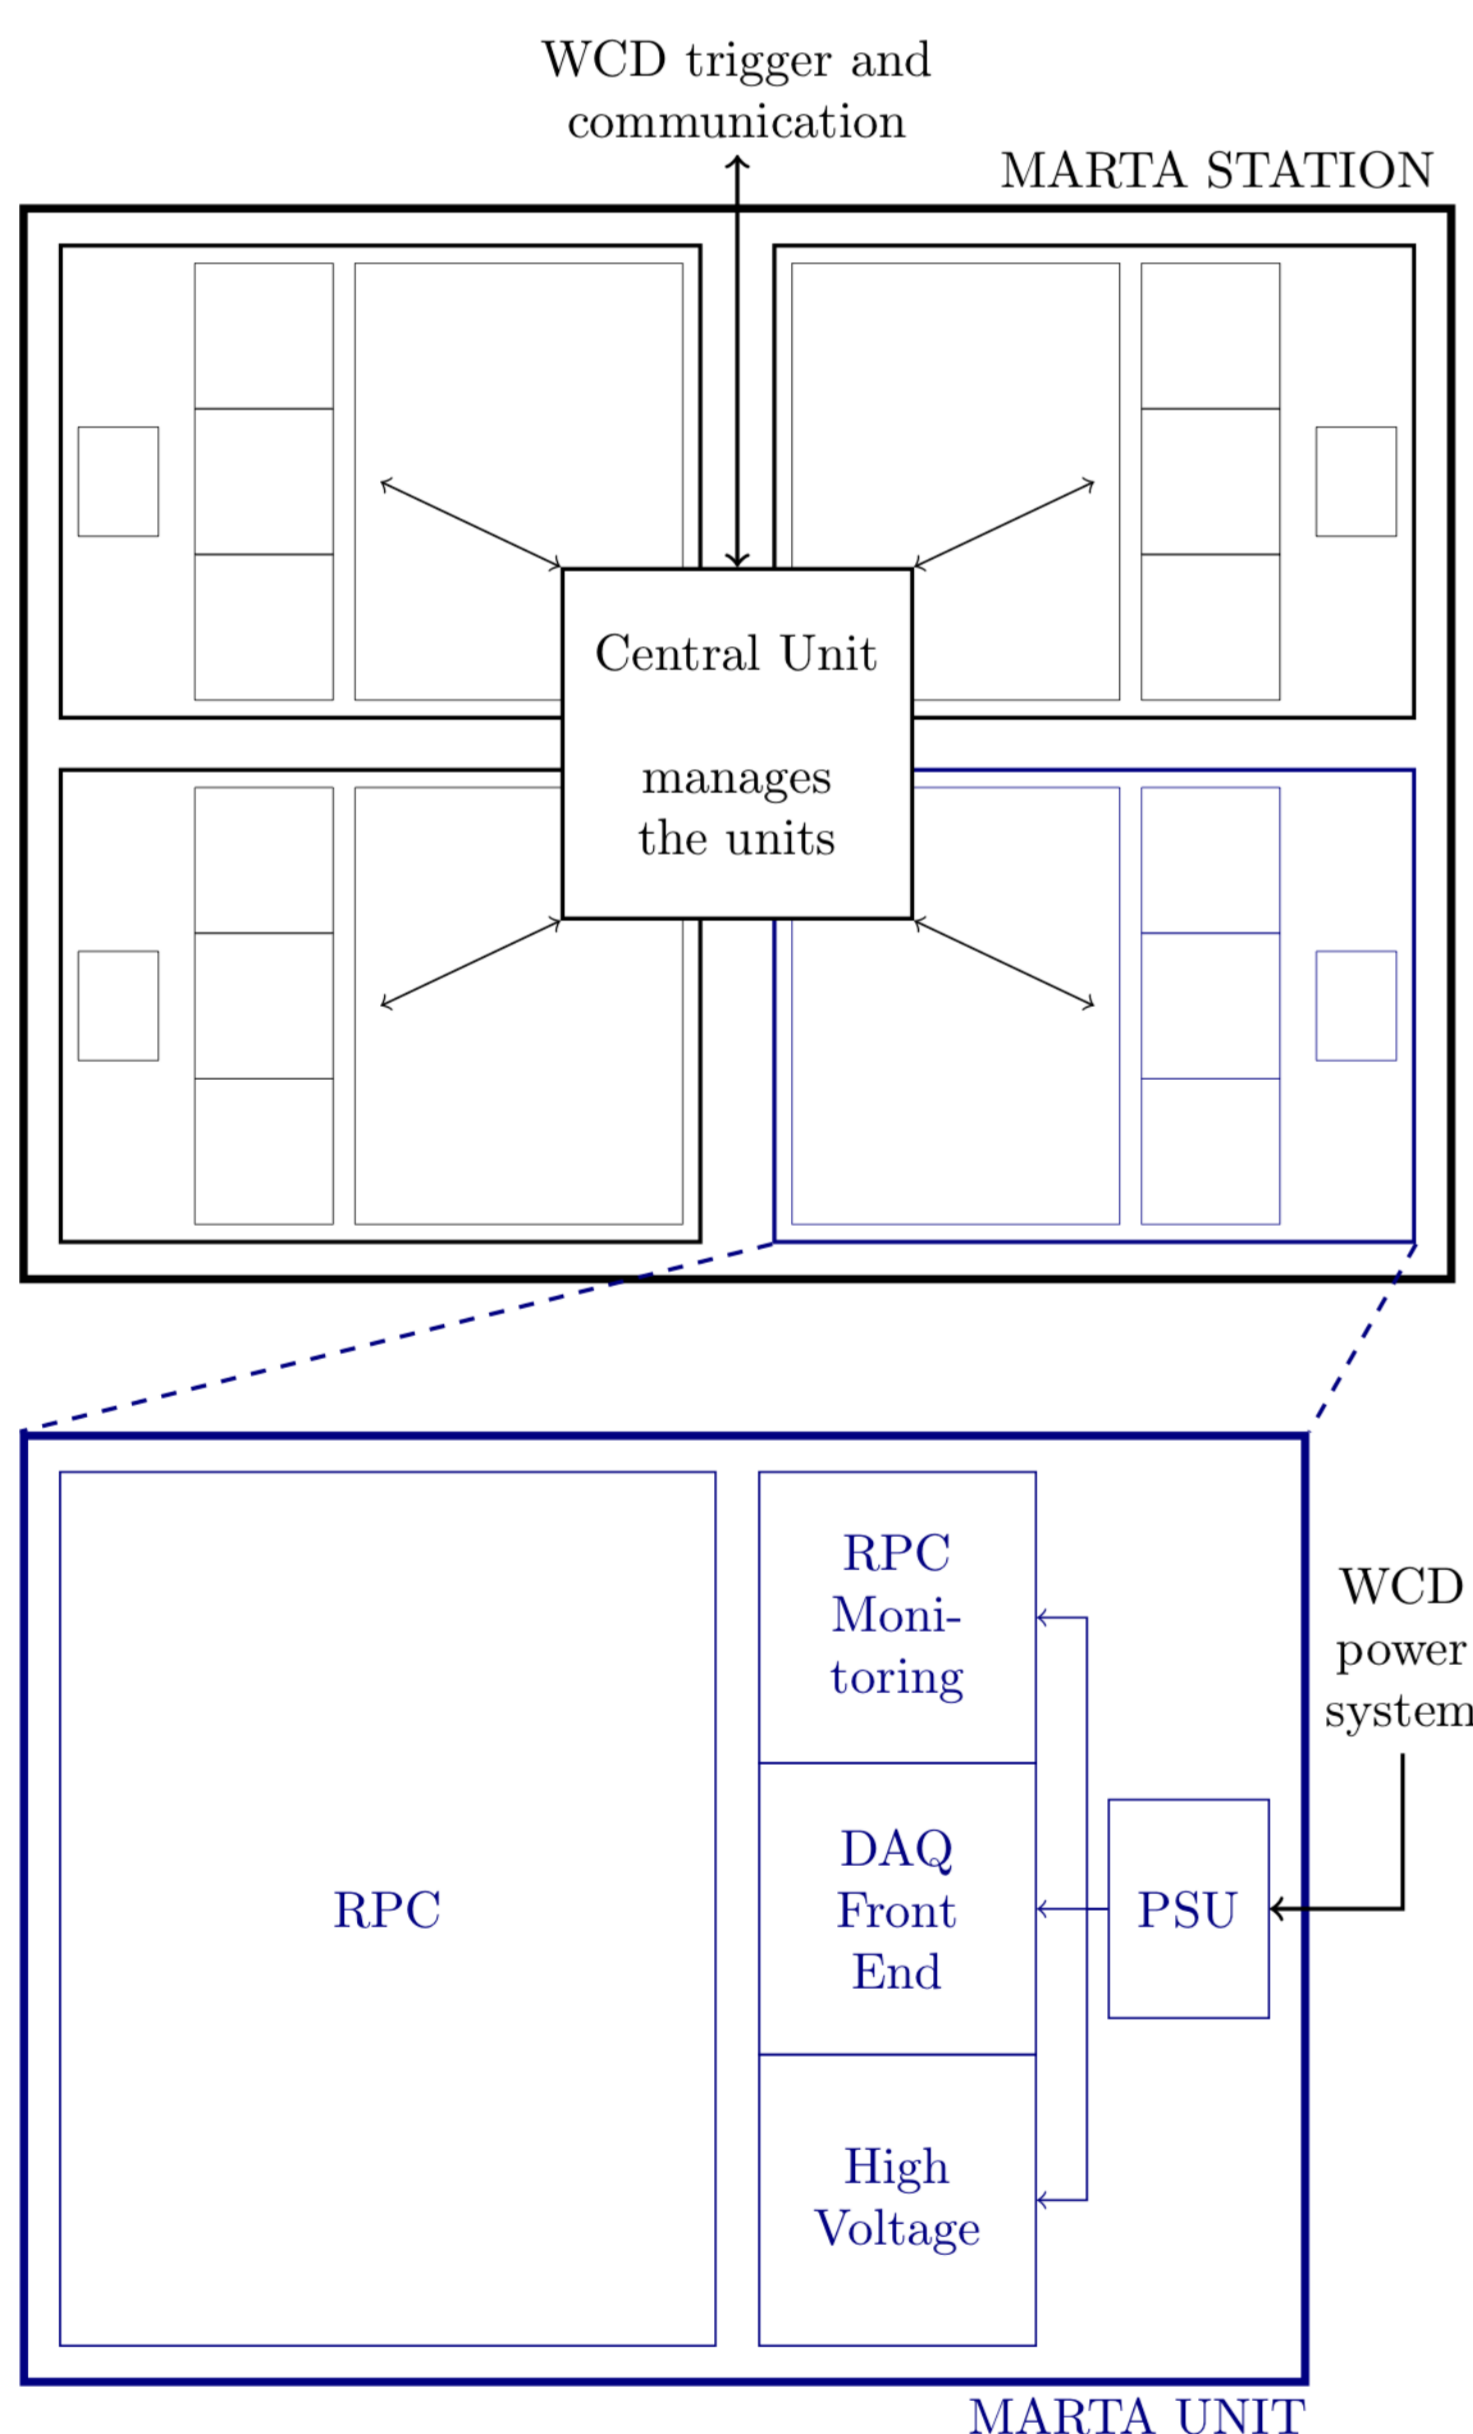 WCD trigger and
communication
MARTA STATION
Central Unit
manages
the units
RPC
RPC
Moni-
toring
DAQ
Front
End
High
Voltage
PSU
WCD
power
system
MARTA UNIT